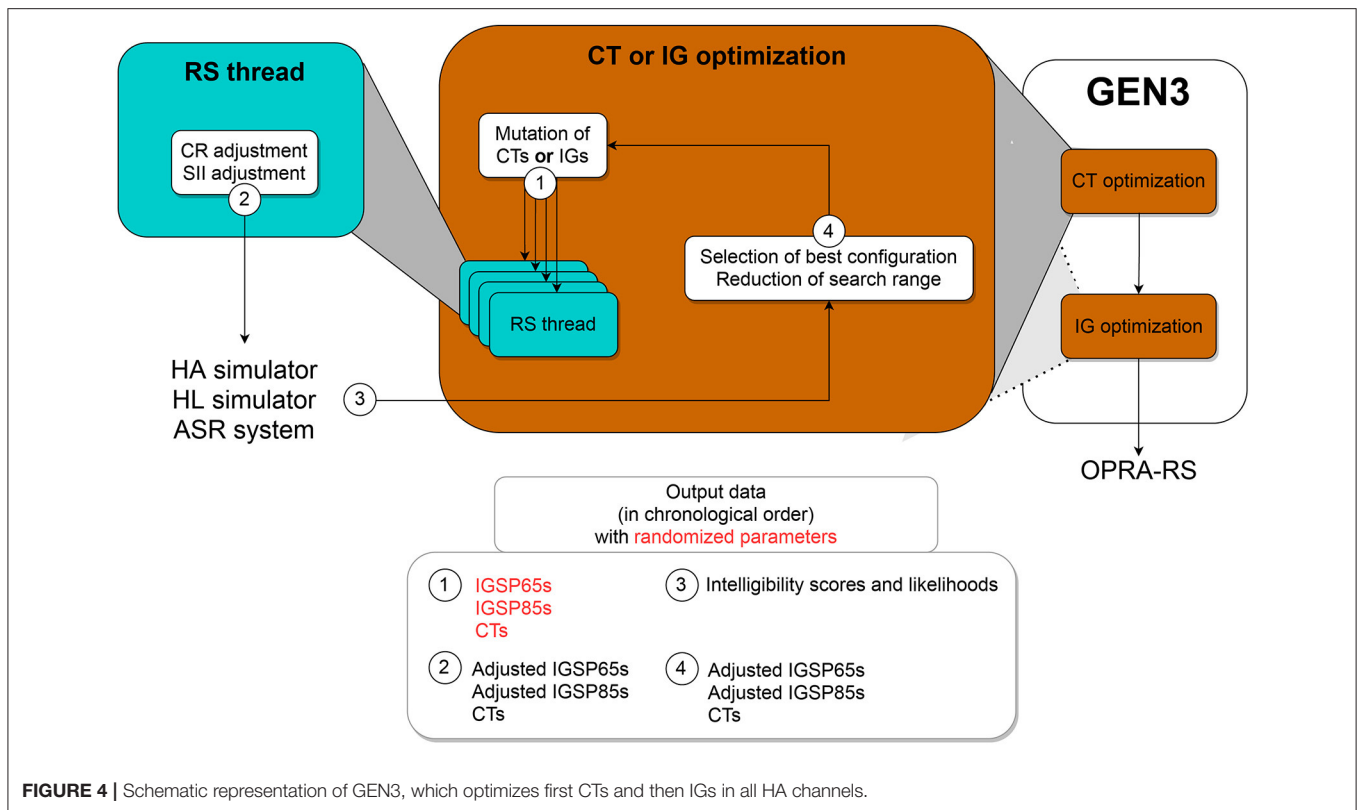 RS thread
CR adjustment
SII adjustment
2
HA simulator
HL simulator
ASR system
CT or IG optimization
Mutation of
CTs or IGs
1
RS thread
4
Selection of best configuration
Reduction of search range
3
GEN3
CT optimization
IG optimization
OPRA-RS
Output data
(in chronological order)
with randomized parameters
1 IGSP65s
IGSP85s
CTs
2 Adjusted IGSP65s
Adjusted IGSP85s
CTs
3 Intelligibility scores and likelihoods
4 Adjusted IGSP65s
Adjusted IGSP85s
CTs
FIGURE 4 | Schematic representation of GEN3, which optimizes first CTs and then IGs in all HA channels.